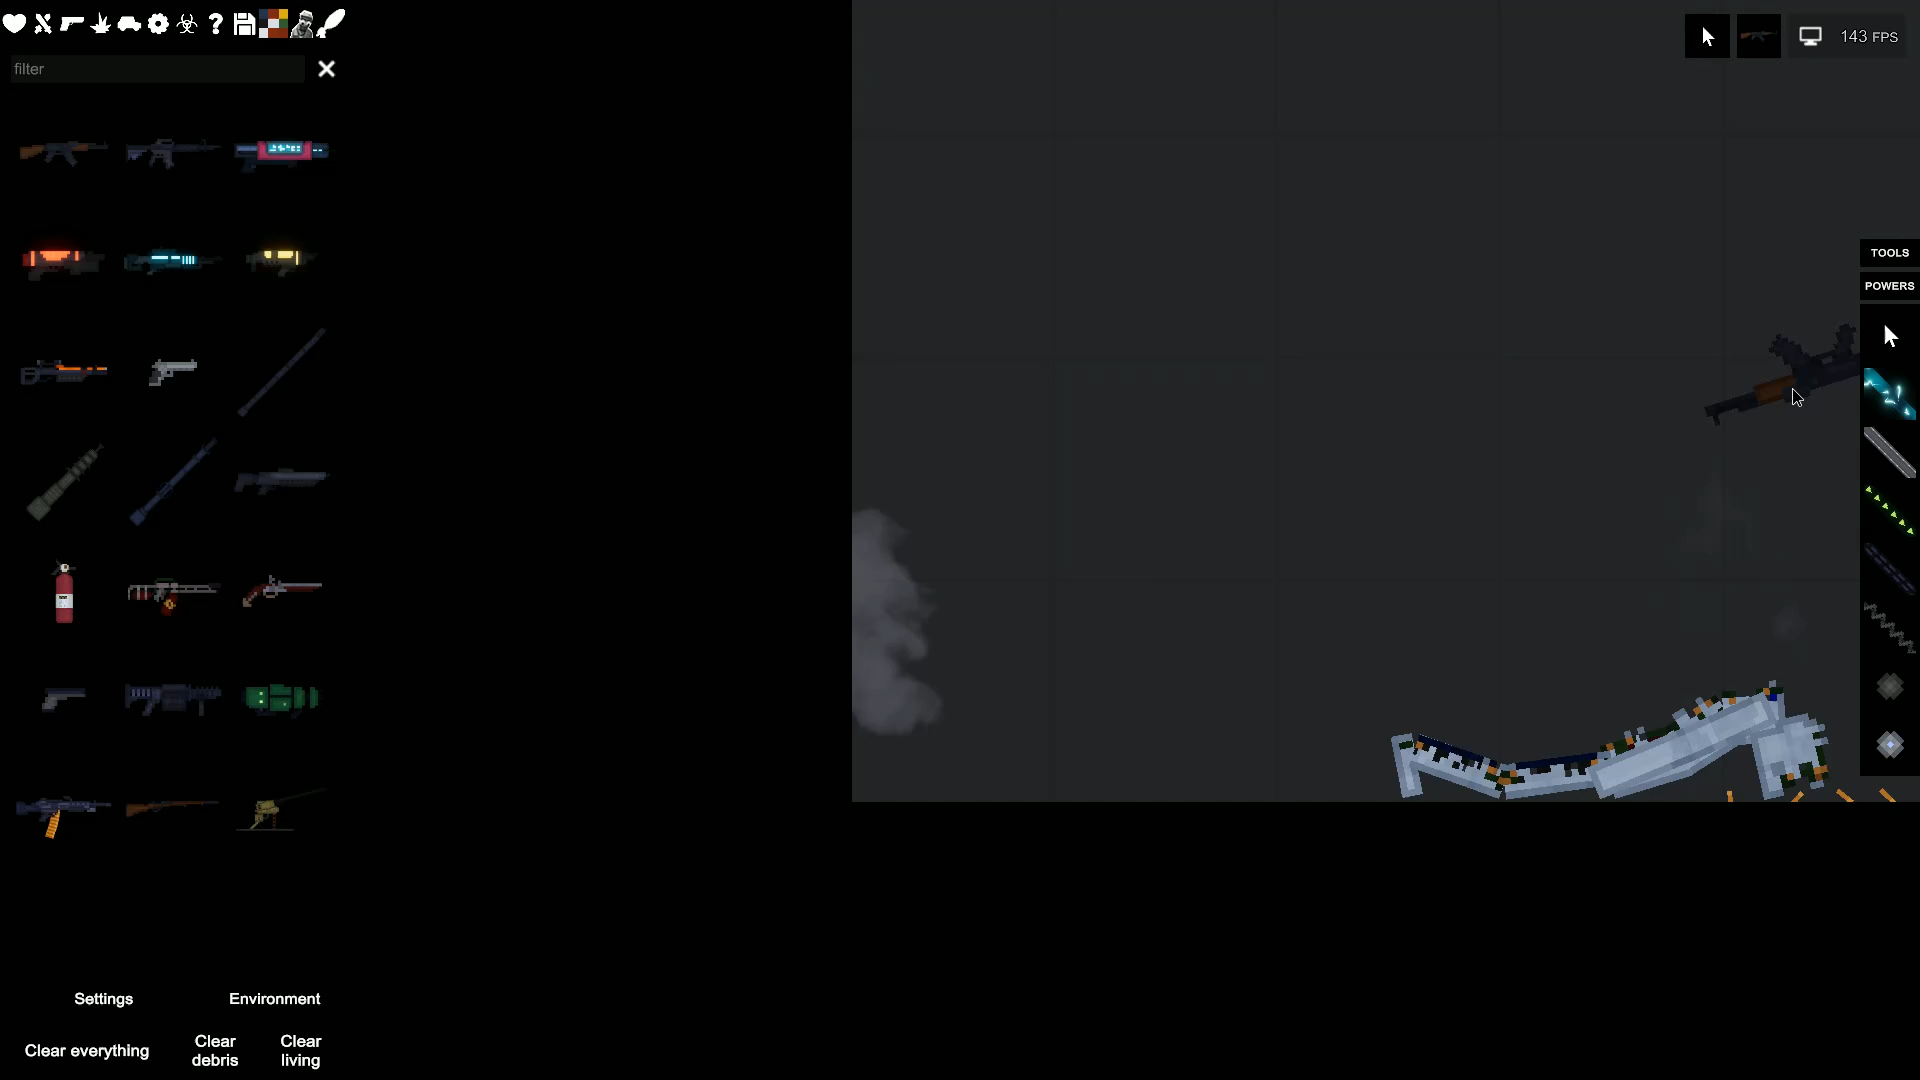 filter
143 FPS
TOOLS
POWERS
Settings
Environment
Clear everything
Clear
debris
Clear
living